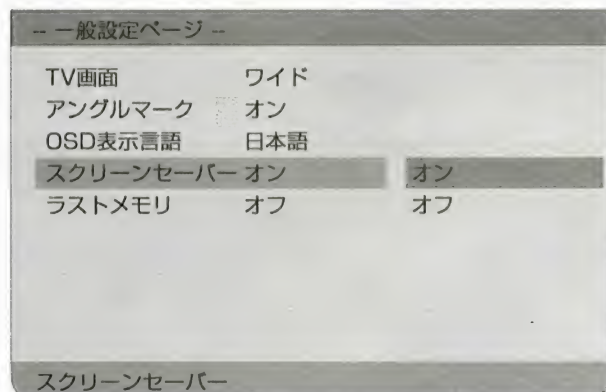 -- 一般設定ページ --
TV画面 ワイド
アングルマーク オン
OSD表示言語 日本語
スクリーンセーバー オン オン
ラストメモリ オフ オフ
スクリーンセーバー